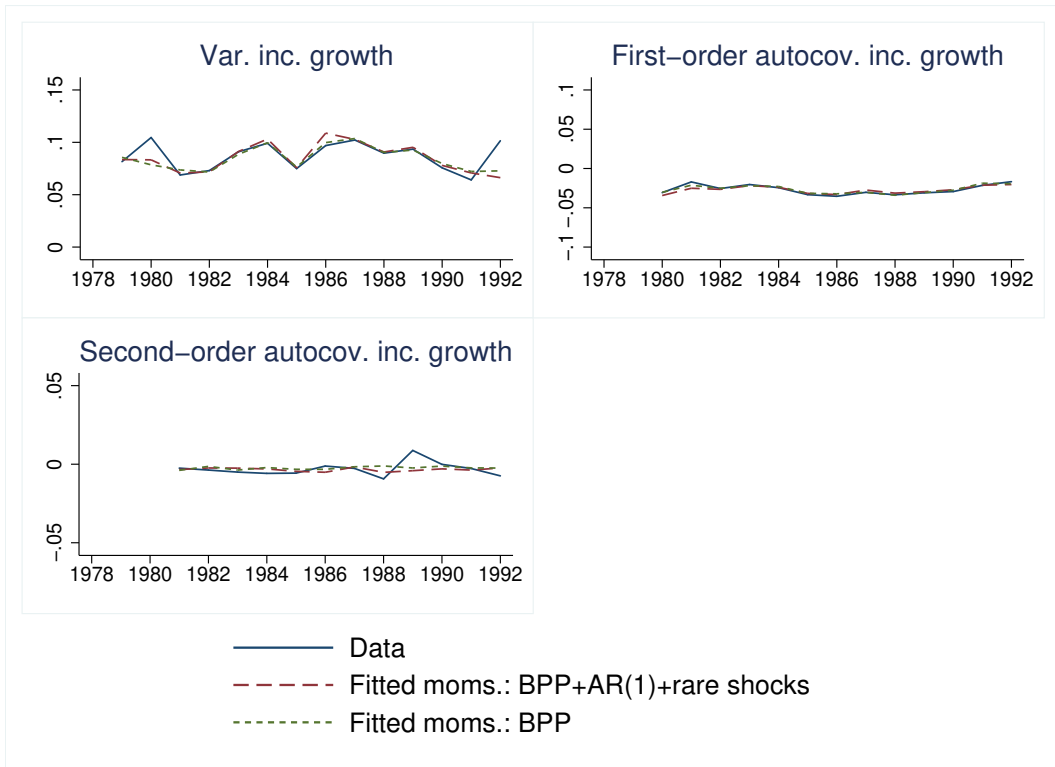 Var. inc. growth
.15
.1
.05
0
1978 1980 1982 1984 1986 1988 1990 1992
First−order autocov. inc. growth
.1
.05
0
−.05
−.1
1978 1980 1982 1984 1986 1988 1990 1992
Second−order autocov. inc. growth
.05
0
−.05
1978 1980 1982 1984 1986 1988 1990 1992
Data
Fitted moms.: BPP+AR(1)+rare shocks
Fitted moms.: BPP